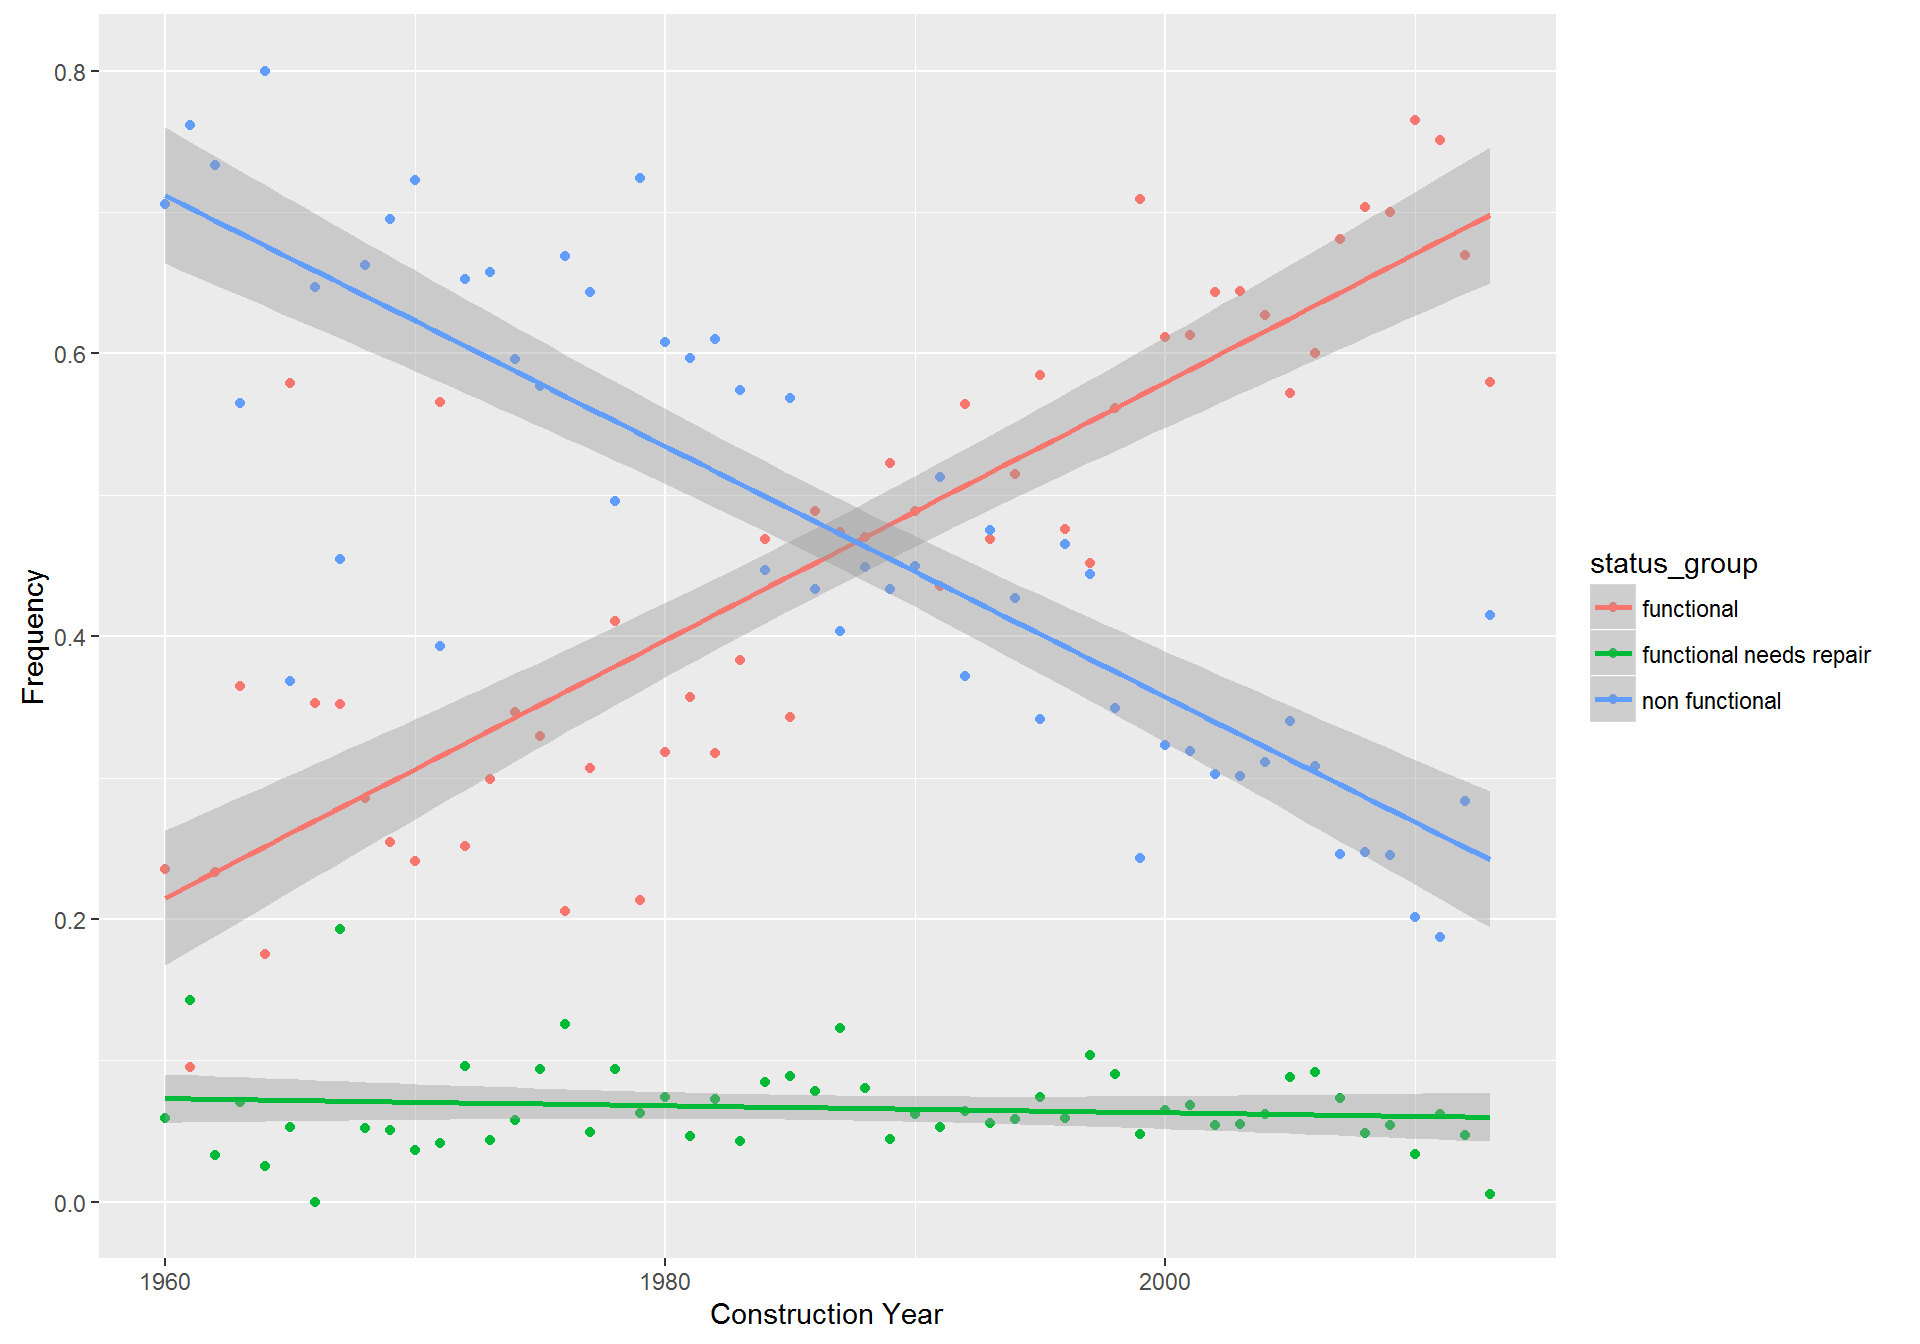 0.8
0.6
0.4
0.2
0.0
Frequency
1960 1980 2000
Construction Year
status_group
functional
functional needs repair
non functional